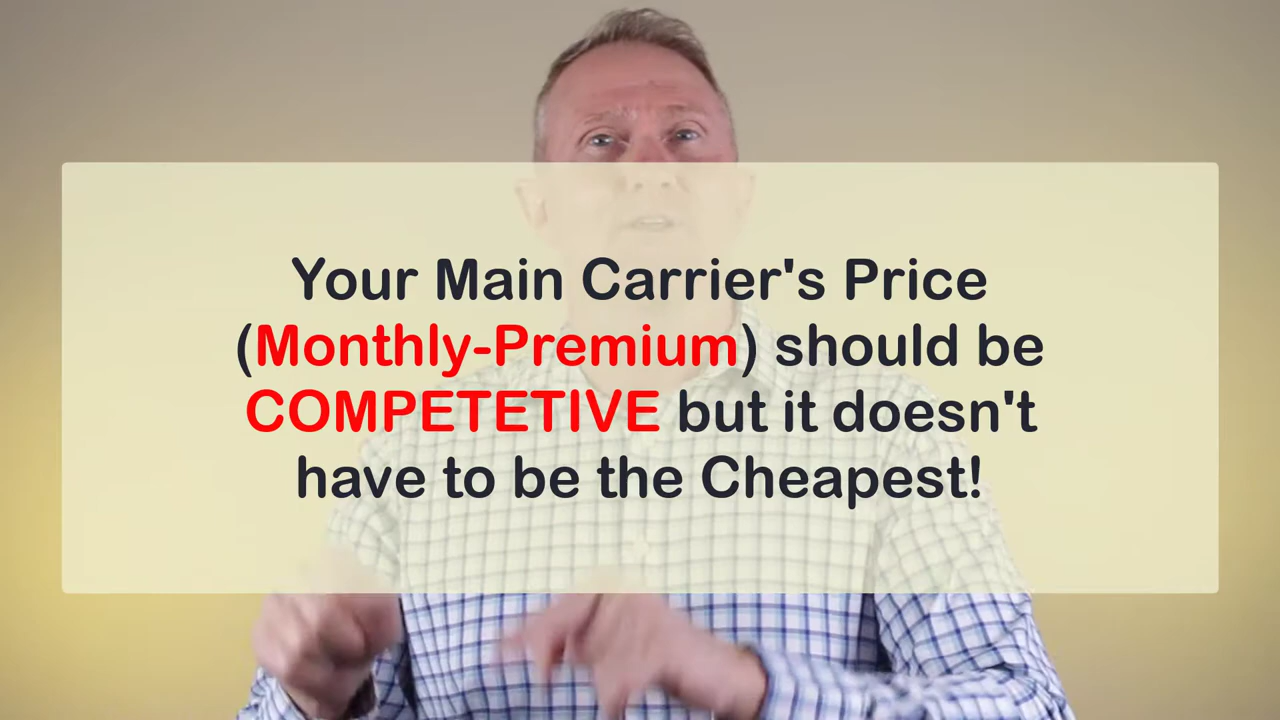 Your Main Carrier's Price
(Monthly-Premium) should be
COMPETETIVE but it doesn't
have to be the Cheapest!